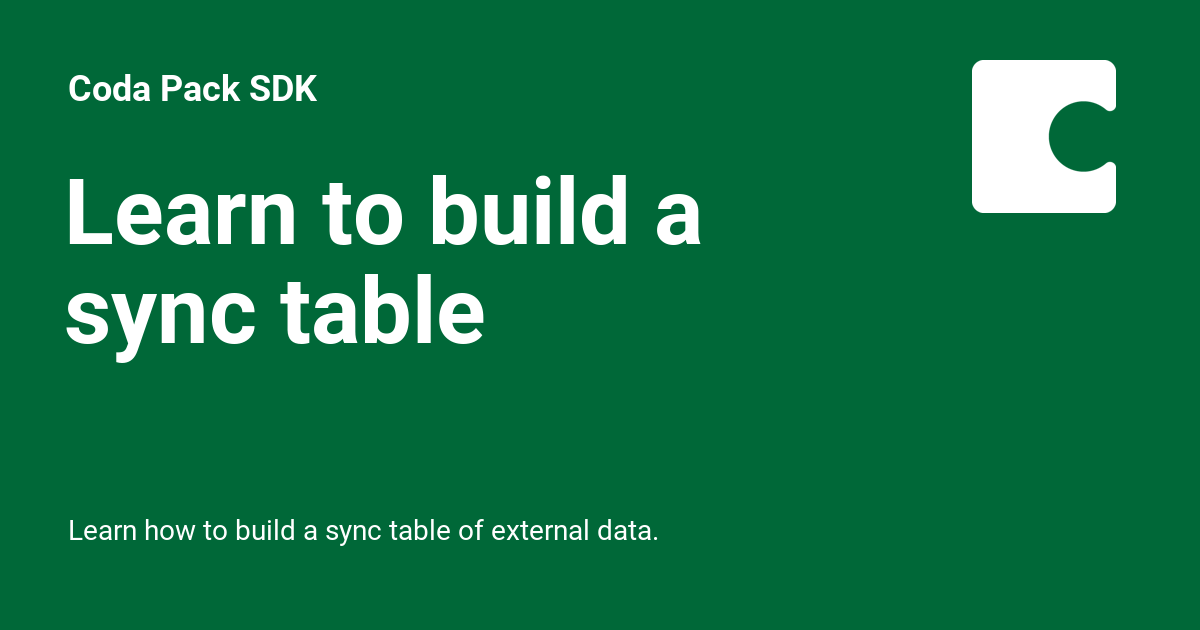 Coda Pack SDK
Learn to build a
sync table
Learn how to build a sync table of external data.